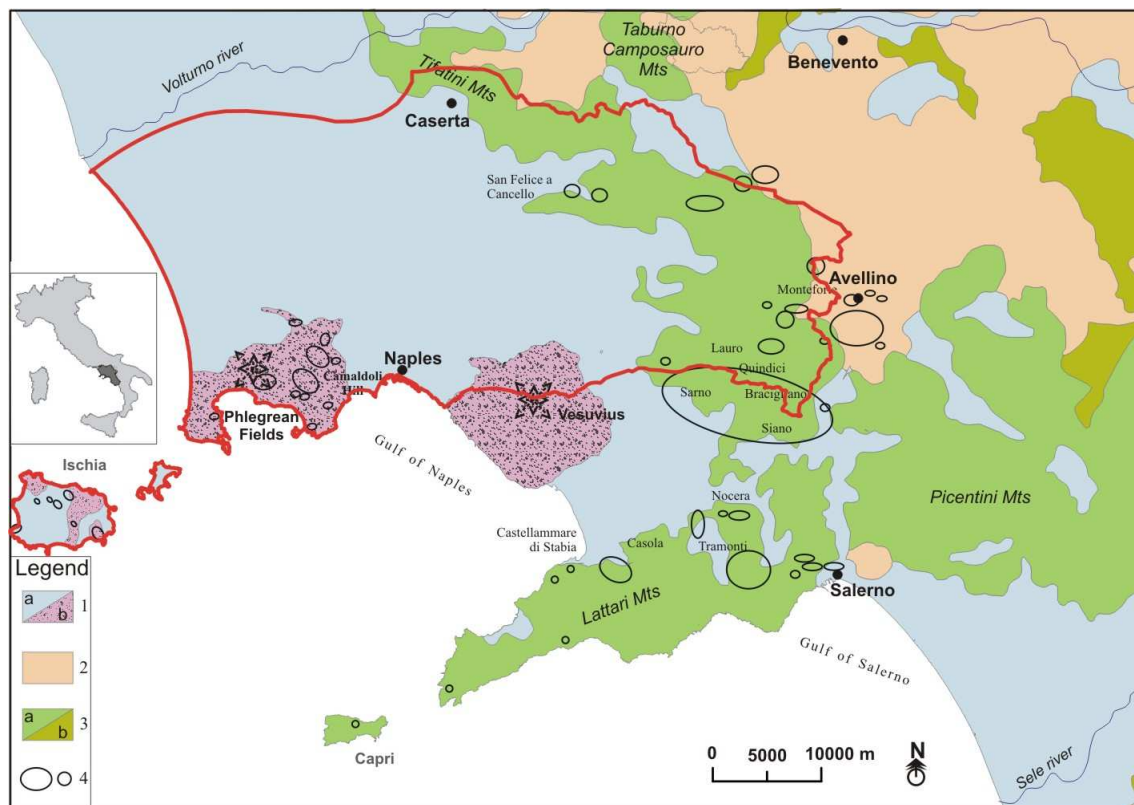 Volturno river
Tifatini Mts
Taburno
Camposauro
Mts
Benevento
Caserta
San Felice a
Cancello
Avellino
Monteforte
Lauro
Quindici
Naples
Camaldoli
Hill
Phlegrean
Fields
Vesuvius
Sarno
Bracigliano
Siano
Ischia
Gulf of Naples
Picentini Mts
Nocera
Castellammare
di Stabia
Casola
Tramonti
Lattari Mts
Salerno
Gulf of Salerno
Capri
Sele river
Legend
a
b
1
2
a
b
3
4
0 5000 10000 m
N